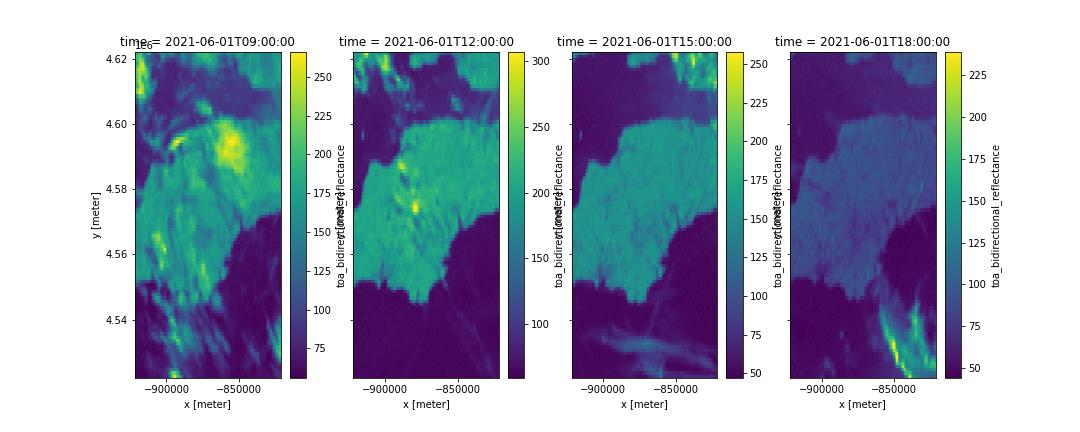 time = 2021-06-01T09:00:00
time = 2021-06-01T12:00:00
time = 2021-06-01T15:00:00
time = 2021-06-01T18:00:00
1e6
4.62
4.60
4.58
4.56
4.54
y [meter]
−900000
−850000
x [meter]
250
225
200
175
150
125
100
75
toa_bidirectional_reflectance
y [meter]
−900000
−850000
x [meter]
300
250
200
150
100
toa_bidirectional_reflectance
y [meter]
−900000
−850000
x [meter]
250
225
200
175
150
125
100
75
50
toa_bidirectional_reflectance
y [meter]
−900000
−850000
x [meter]
225
200
175
150
125
100
75
50
toa_bidirectional_reflectance